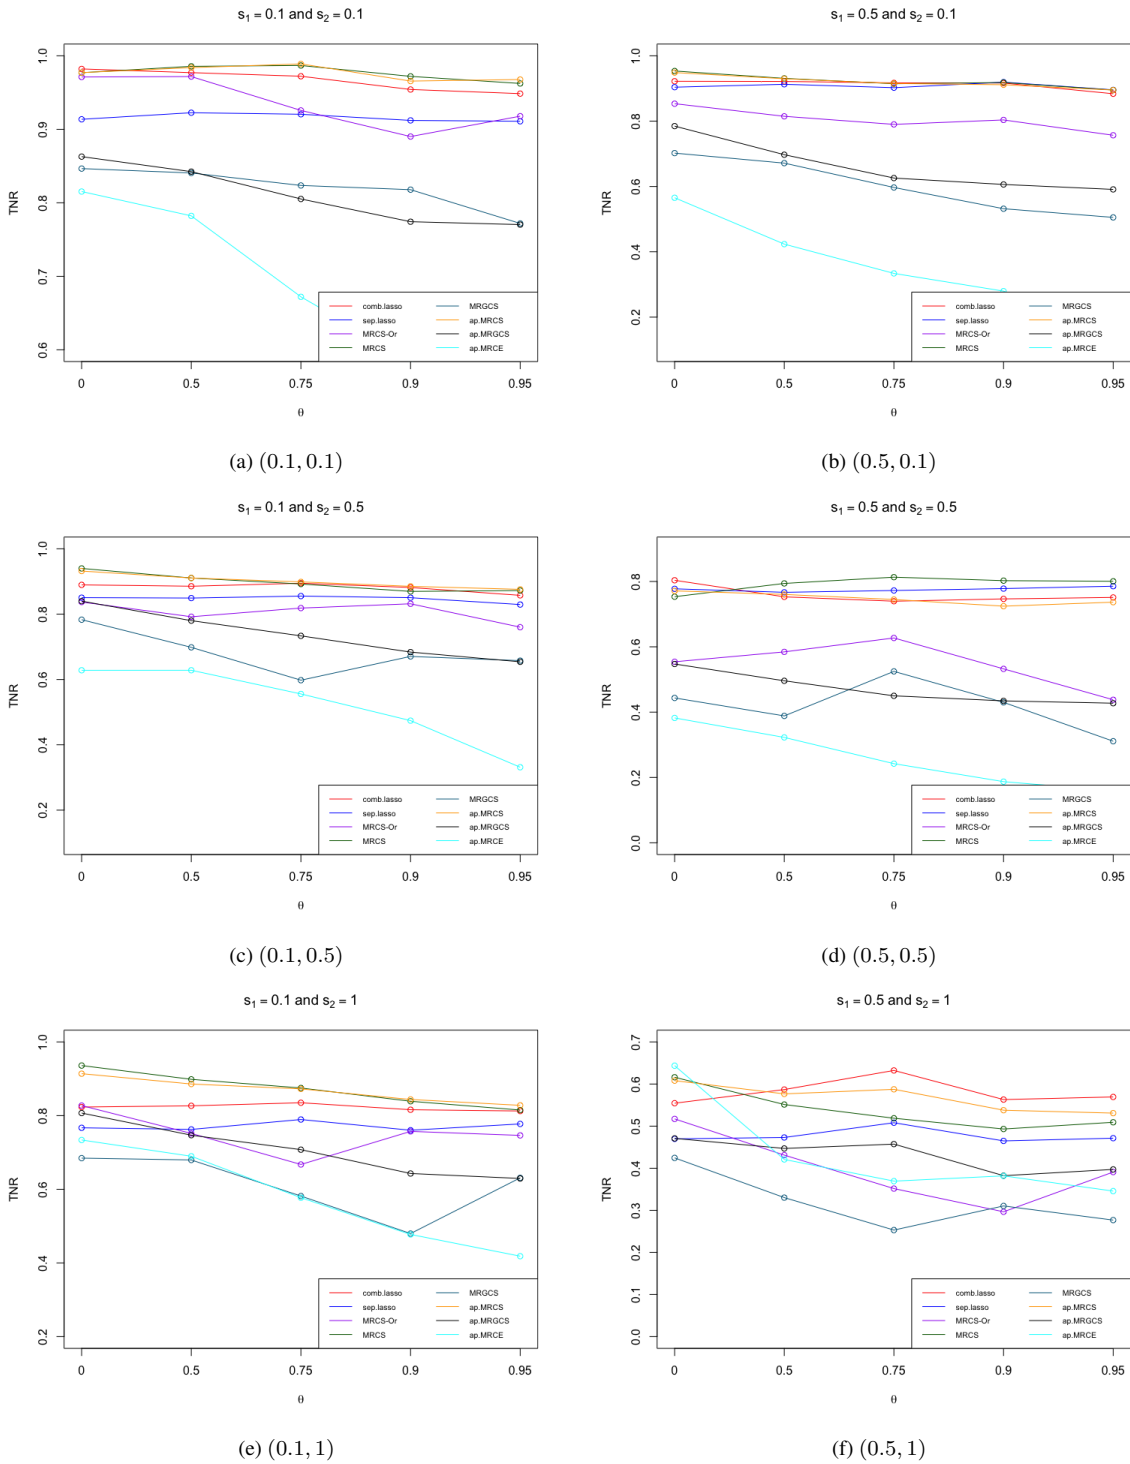 s₁ = 0.1 and s₂ = 0.1
TNR
1.0
0.9
0.8
0.7
0.6
0 0.5 0.75 0.9 0.95
θ
comb.lasso MRGCS
sep.lasso ap.MRCS
MRCS-Or ap.MRGCS
MRCS ap.MRCE
(a) (0.1, 0.1)
s₁ = 0.5 and s₂ = 0.1
TNR
1.0
0.8
0.6
0.4
0.2
0 0.5 0.75 0.9 0.95
θ
comb.lasso MRGCS
sep.lasso ap.MRCS
MRCS-Or ap.MRGCS
MRCS ap.MRCE
(b) (0.5, 0.1)
s₁ = 0.1 and s₂ = 0.5
TNR
1.0
0.8
0.6
0.4
0.2
0 0.5 0.75 0.9 0.95
θ
comb.lasso MRGCS
sep.lasso ap.MRCS
MRCS-Or ap.MRGCS
MRCS ap.MRCE
(c) (0.1, 0.5)
s₁ = 0.5 and s₂ = 0.5
TNR
0.8
0.6
0.4
0.2
0.0
0 0.5 0.75 0.9 0.95
θ
comb.lasso MRGCS
sep.lasso ap.MRCS
MRCS-Or ap.MRGCS
MRCS ap.MRCE
(d) (0.5, 0.5)
s₁ = 0.1 and s₂ = 1
TNR
1.0
0.8
0.6
0.4
0.2
0 0.5 0.75 0.9 0.95
θ
comb.lasso MRGCS
sep.lasso ap.MRCS
MRCS-Or ap.MRGCS
MRCS ap.MRCE
(e) (0.1, 1)
s₁ = 0.5 and s₂ = 1
TNR
0.7
0.6
0.5
0.4
0.3
0.2
0.1
0.0
0 0.5 0.75 0.9 0.95
θ
comb.lasso MRGCS
sep.lasso ap.MRCS
MRCS-Or ap.MRGCS
MRCS ap.MRCE
(f) (0.5, 1)